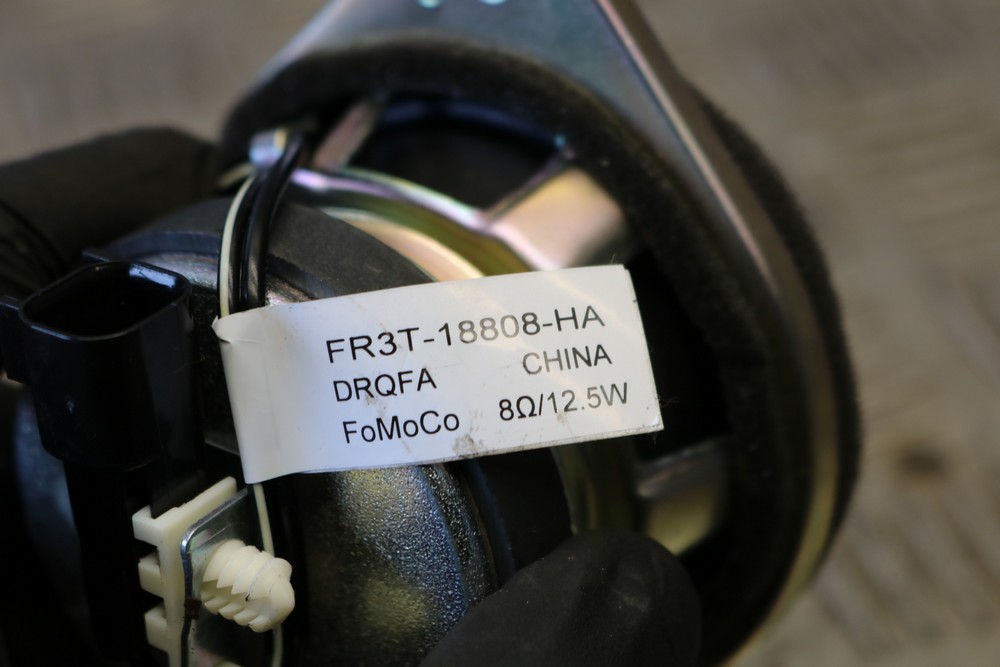 FR3T-18808-HA
DRQFA CHINA
FoMoCo 8Ω/12.5W